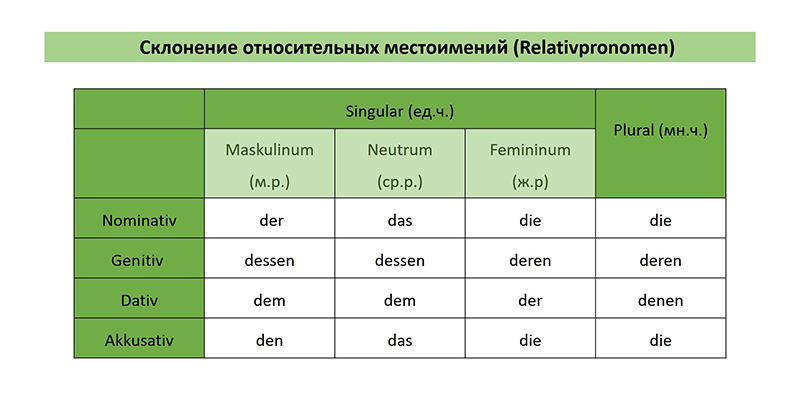 Склонение относительных местоимений (Relativpronomen)
Singular (ед.ч.) Plural (мн.ч.)
Maskulinum Neutrum Femininum
(м.р.) (ср.р.) (ж.р)
Nominativ der das die die
Genitiv dessen dessen deren deren
Dativ dem dem der denen
Akkusativ den das die die